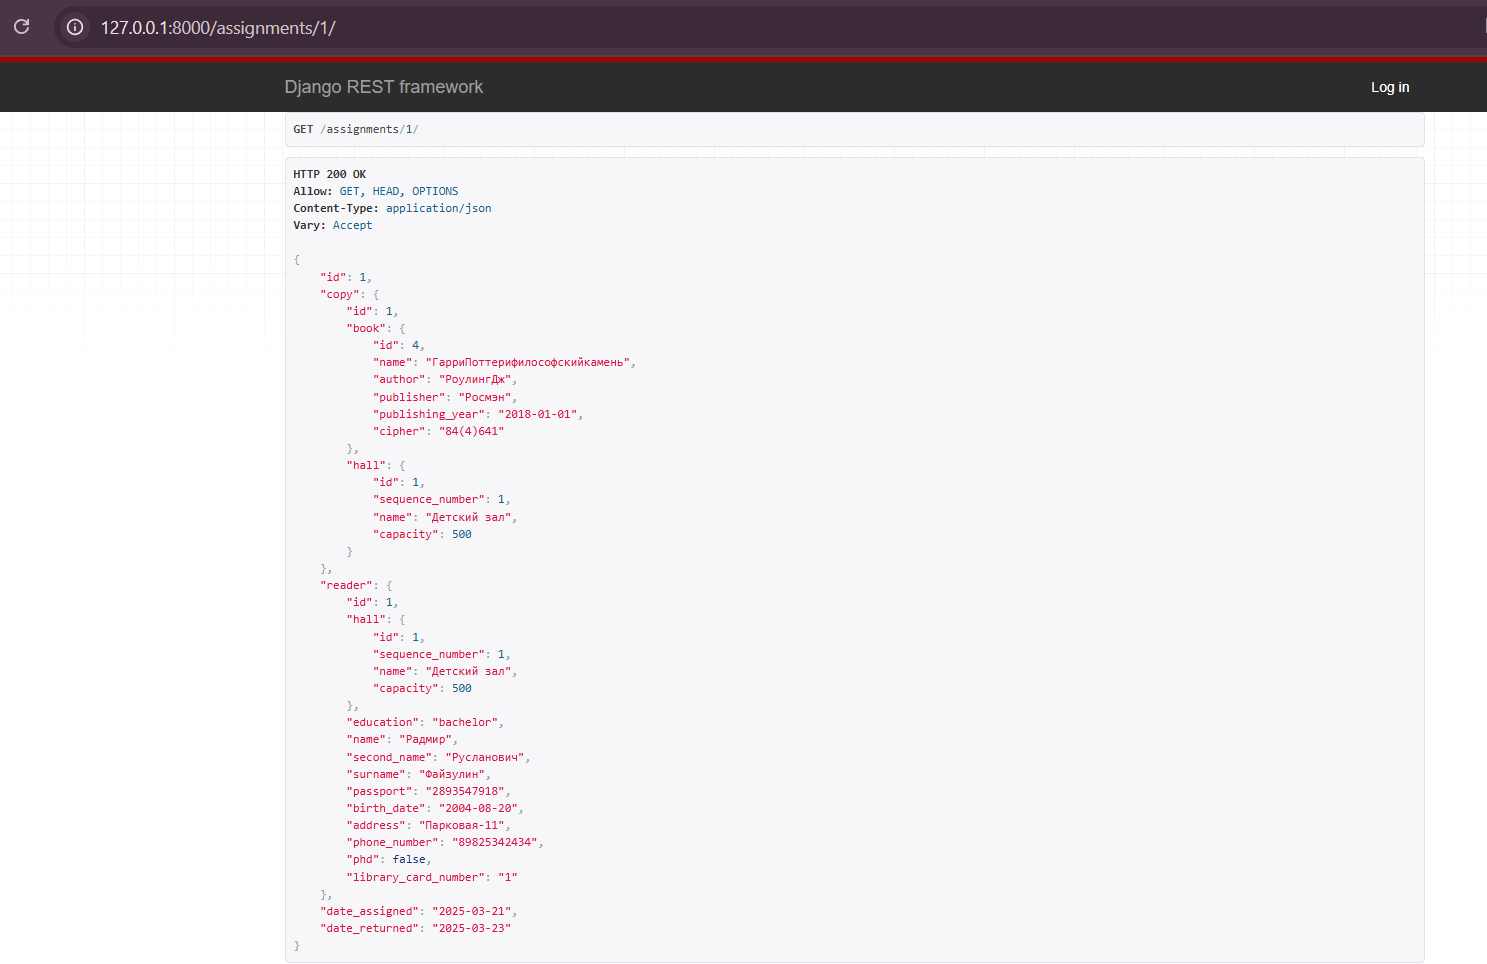 127.0.0.1:8000/assignments/1/
Django REST framework
Log in
GET /assignments/1/
HTTP 200 OK
Allow: GET, HEAD, OPTIONS
Content-Type: application/json
Vary: Accept
{
    "id": 1,
    "copy": {
        "id": 1,
        "book": {
            "id": 4,
            "name": "ГарриПоттерифилософскийкамень",
            "author": "РоулингДж",
            "publisher": "Росмэн",
            "publishing_year": "2018-01-01",
            "cipher": "84(4)641"
        },
        "hall": {
            "id": 1,
            "sequence_number": 1,
            "name": "Детский зал",
            "capacity": 500
        }
    },
    "reader": {
        "id": 1,
        "hall": {
            "id": 1,
            "sequence_number": 1,
            "name": "Детский зал",
            "capacity": 500
        },
        "education": "bachelor",
        "name": "Радмир",
        "second_name": "Русланович",
        "surname": "Файзулин",
        "passport": "2893547918",
        "birth_date": "2004-08-20",
        "address": "Парковая-11",
        "phone_number": "89825342434",
        "phd": false,
        "library_card_number": "1"
    },
    "date_assigned": "2025-03-21",
    "date_returned": "2025-03-23"
}